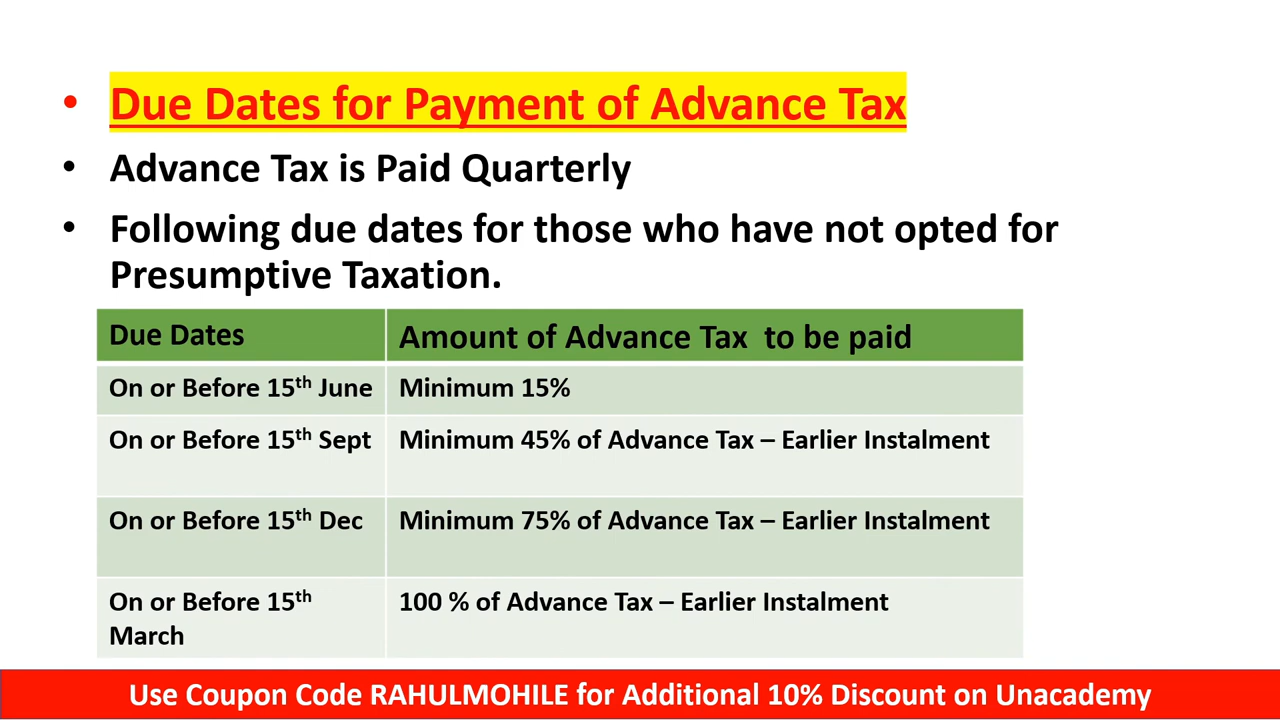 • Due Dates for Payment of Advance Tax
• Advance Tax is Paid Quarterly
• Following due dates for those who have not opted for
Presumptive Taxation.
Due Dates Amount of Advance Tax to be paid
On or Before 15th June Minimum 15%
On or Before 15th Sept Minimum 45% of Advance Tax – Earlier Instalment
On or Before 15th Dec Minimum 75% of Advance Tax – Earlier Instalment
On or Before 15th 100 % of Advance Tax – Earlier Instalment
March
Use Coupon Code RAHULMOHILE for Additional 10% Discount on Unacademy